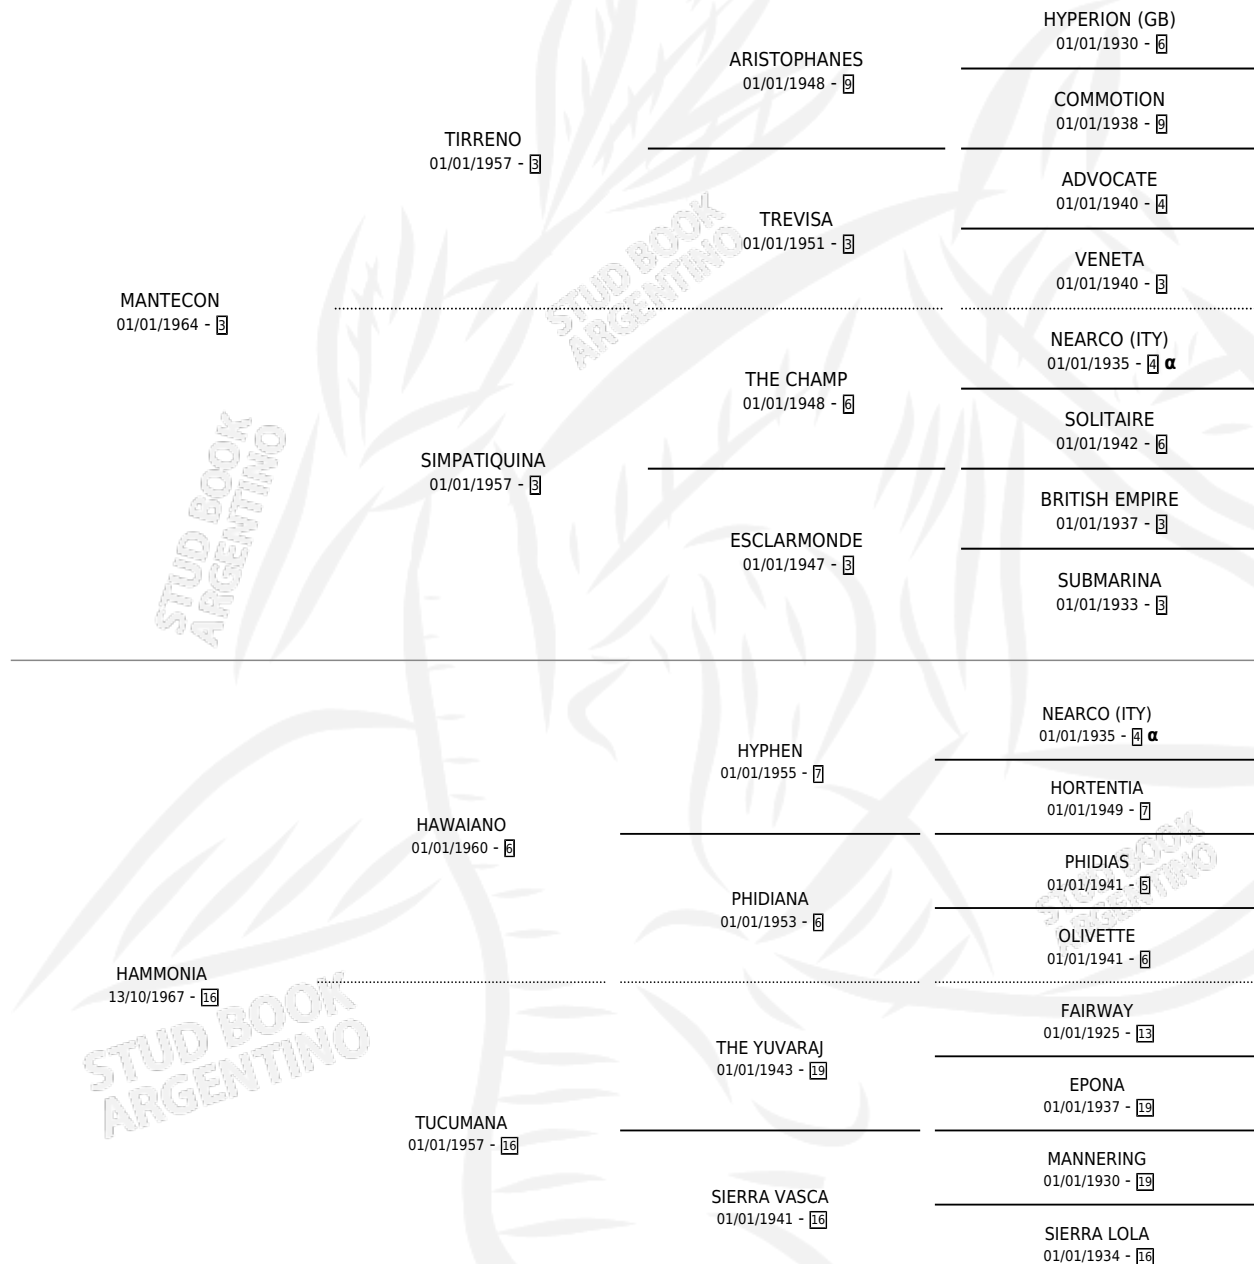 HYPERION (GB)
01/01/1930 - 6
ARISTOPHANES
01/01/1948 - 9
COMMOTION
01/01/1938 - 9
TIRRENO
01/01/1957 - 3
ADVOCATE
01/01/1940 - 4
TREVISA
01/01/1951 - 3
VENETA
01/01/1940 - 3
MANTECON
01/01/1964 - 3
NEARCO (ITY)
01/01/1935 - 4 α
THE CHAMP
01/01/1948 - 6
SOLITAIRE
01/01/1942 - 6
SIMPATIQUINA
01/01/1957 - 3
BRITISH EMPIRE
01/01/1937 - 3
ESCLARMONDE
01/01/1947 - 3
SUBMARINA
01/01/1933 - 3
STUD BOOK
ARGENTINO
STUD BOOK
ARGENTINO
NEARCO (ITY)
01/01/1935 - 4 α
HYPHEN
01/01/1955 - 7
HORTENTIA
01/01/1949 - 7
HAWAIANO
01/01/1960 - 6
PHIDIAS
01/01/1941 - 5
PHIDIANA
01/01/1953 - 6
OLIVETTE
01/01/1941 - 6
HAMMONIA
13/10/1967 - 16
FAIRWAY
01/01/1925 - 13
THE YUVARAJ
01/01/1943 - 19
EPONA
01/01/1937 - 19
TUCUMANA
01/01/1957 - 16
MANNERING
01/01/1930 - 19
SIERRA VASCA
01/01/1941 - 16
SIERRA LOLA
01/01/1934 - 16
STUD BOOK
ARGENTINO
STUD BOOK
ARGENTINO